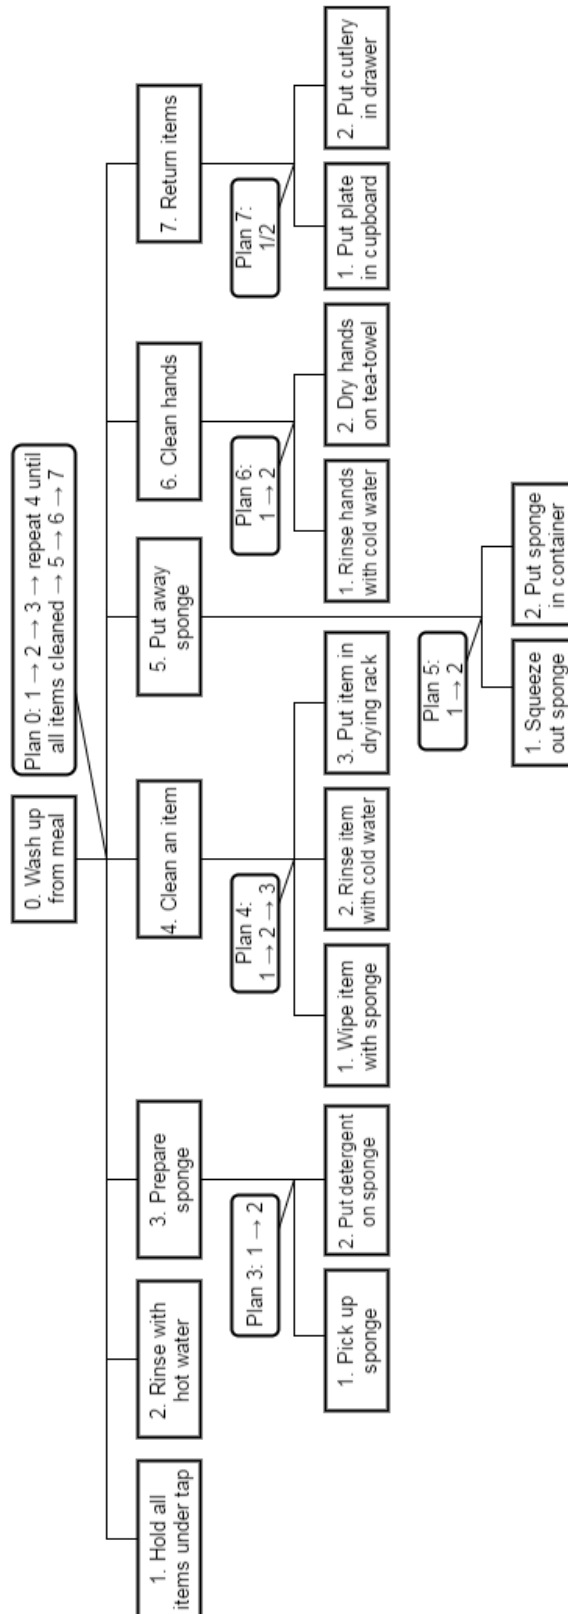 0. Wash up
from meal
Plan 0: 1 → 2 → 3 → repeat 4 until
all items cleaned → 5 → 6 → 7
1. Hold all
items under tap
2. Rinse with
hot water
3. Prepare
sponge
4. Clean an item
5. Put away
sponge
6. Clean hands
7. Return items
Plan 3: 1 → 2
1. Pick up
sponge
2. Put detergent
on sponge
Plan 4:
1 → 2 → 3
1. Wipe item
with sponge
2. Rinse item
with cold water
3. Put item in
drying rack
Plan 5:
1 → 2
1. Squeeze
out sponge
2. Put sponge
in container
Plan 6:
1 → 2
1. Rinse hands
with cold water
2. Dry hands
on tea-towel
Plan 7:
1/2
1. Put plate
in cupboard
2. Put cutlery
in drawer